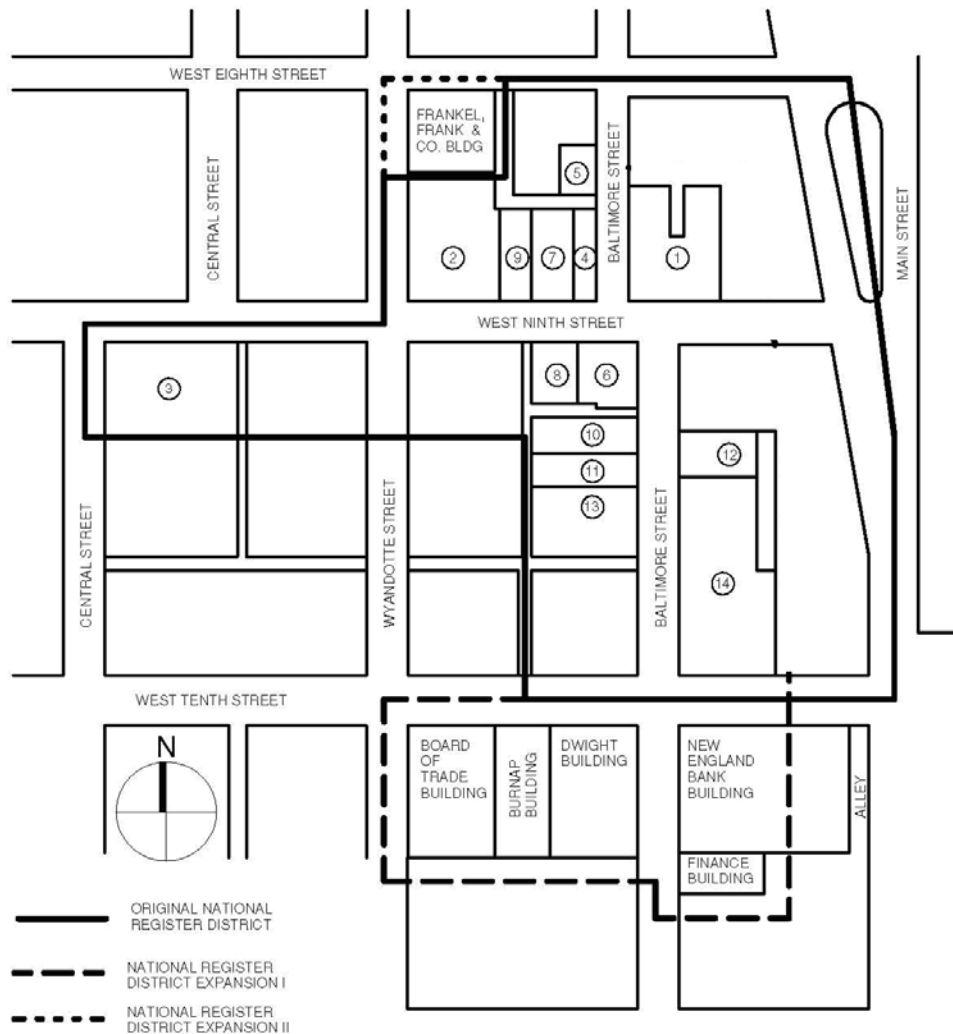 WEST EIGHTH STREET
FRANKEL,
FRANK &
CO. BLDG
CENTRAL STREET
BALTIMORE STREET
MAIN STREET
5
2
9
7
4
1
WEST NINTH STREET
3
8
6
10
11
12
13
14
CENTRAL STREET
WYANDOTTE STREET
BALTIMORE STREET
WEST TENTH STREET
N
BOARD
OF
TRADE
BUILDING
BURNAP
BUILDING
DWIGHT
BUILDING
NEW
ENGLAND
BANK
BUILDING
ALLEY
FINANCE
BUILDING
ORIGINAL NATIONAL
REGISTER DISTRICT
NATIONAL REGISTER
DISTRICT EXPANSION I
NATIONAL REGISTER
DISTRICT EXPANSION II